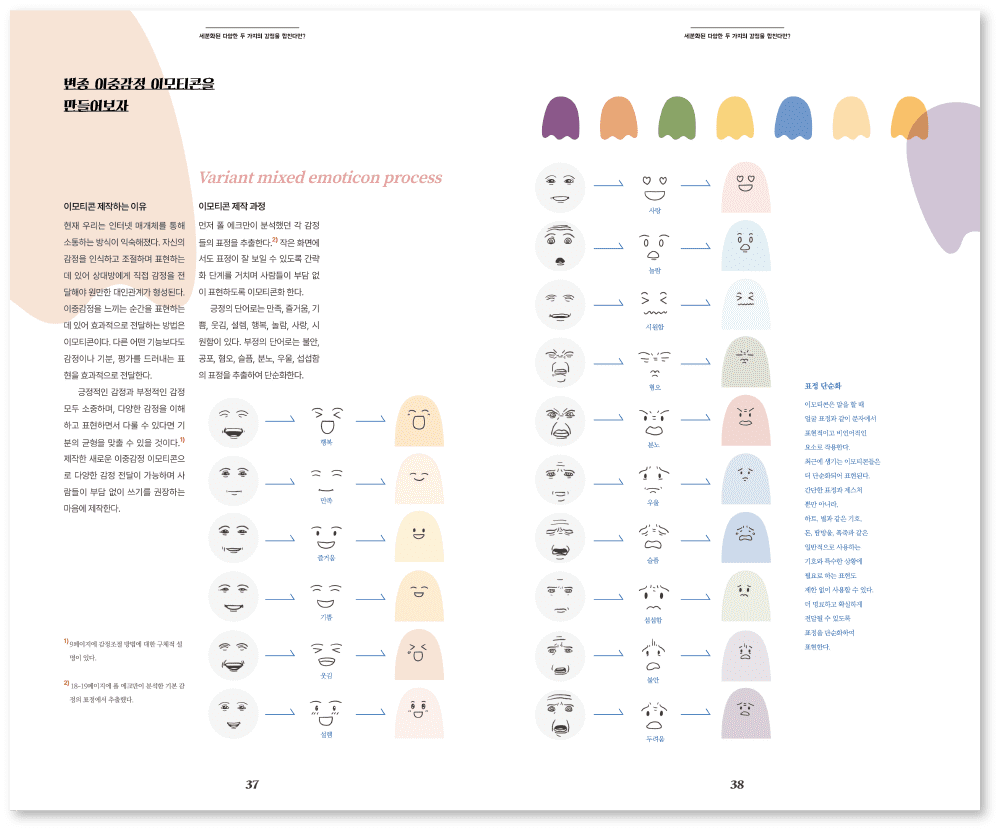 세분화된 다양한 두 가지의 감정을 합친다면?
변종 이중감정 이모티콘을
만들어보자
Variant mixed emoticon process
이모티콘 제작하는 이유
현재 우리는 인터넷 매개체를 통해
소통하는 방식이 익숙해졌다. 자신의
감정을 인식하고 조절하며 표현하는
데 있어 상대방에게 직접 감정을 전
달해야 원만한 대인관계가 형성된다.
이중감정을 느끼는 순간을 표현하는
데 있어 효과적으로 전달하는 방법은
이모티콘이다. 다른 어떤 기능보다도
감정이나 기분, 평가를 드러내는 표
현을 효과적으로 전달한다.
긍정적인 감정과 부정적인 감정
모두 소중하며, 다양한 감정을 이해
하고 표현하면서 다룰 수 있다면 기
분의 균형을 맞출 수 있을 것이다.1)
제작한 새로운 이중감정 이모티콘으
로 다양한 감정 전달이 가능하며 사
람들이 부담 없이 쓰기를 권장하는
마음에 제작한다.
1) 9페이지에 감정조절 방법에 대한 구체적 설
명이 있다.
2) 18-19페이지에 폴 에크만이 분석한 기본 감
정의 표정에서 추출했다.
이모티콘 제작 과정
먼저 폴 에크만이 분석했던 각 감정
들의 표정을 추출한다.2) 작은 화면에
서도 표정이 잘 보일 수 있도록 간략
화 단계를 거치며 사람들이 부담 없
이 표현하도록 이모티콘화 한다.
긍정의 단어로는 만족, 즐거움, 기
쁨, 웃김, 설렘, 행복, 놀람, 사랑, 시
원함이 있다. 부정의 단어로는 불안,
공포, 혐오, 슬픔, 분노, 우울, 섭섭함
의 표정을 추출하여 단순화한다.
행복
만족
즐거움
기쁨
웃김
설렘
37
세분화된 다양한 두 가지의 감정을 합친다면?
사랑
놀람
시원함
혐오
분노
우울
슬픔
섭섭함
불안
두려움
표정 단순화
이모티콘은 말을 할 때
얼굴 표정과 같이 문자에서
표현적이고 비언어적인
요소로 작용한다.
최근에 생기는 이모티콘들은
더 단순화되어 표현된다.
간단한 표정과 제스처
뿐만 아니라,
하트, 별과 같은 기호,
돈, 땀방울, 폭죽과 같은
일반적으로 사용하는
기호와 특수한 상황에
필요로 하는 표현도
제한 없이 사용할 수 있다.
더 명료하고 확실하게
전달될 수 있도록
표정을 단순화하여
표현한다.
38